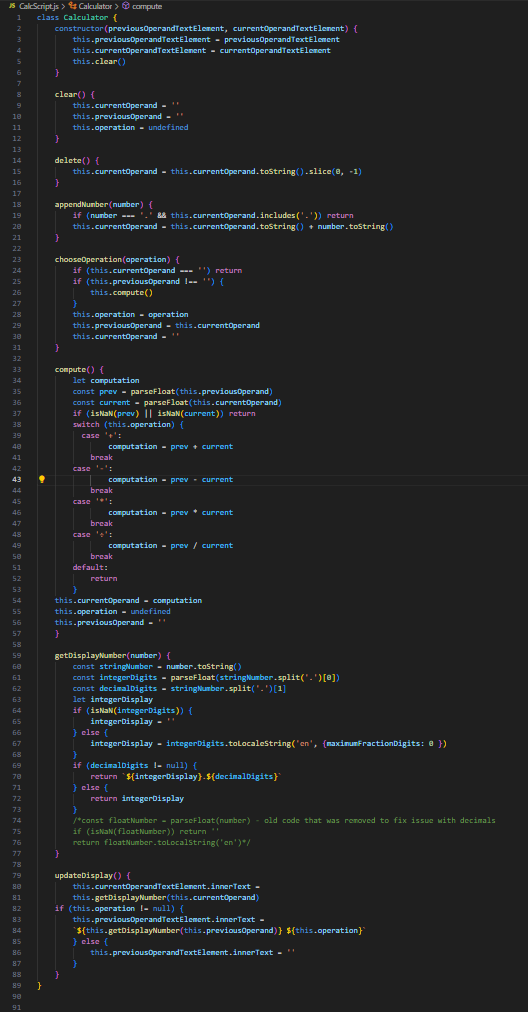 JS CalcScript.js > Calculator > compute
1 class Calculator {
2 constructor(previousOperandTextElement, currentOperandTextElement) {
3 this.previousOperandTextElement = previousOperandTextElement
4 this.currentOperandTextElement = currentOperandTextElement
5 this.clear()
6 }
7
8 clear() {
9 this.currentOperand = ''
10 this.previousOperand = ''
11 this.operation = undefined
12 }
13
14 delete() {
15 this.currentOperand = this.currentOperand.toString().slice(0, -1)
16 }
17
18 appendNumber(number) {
19 if (number === '.' && this.currentOperand.includes('.')) return
20 this.currentOperand = this.currentOperand.toString() + number.toString()
21 }
22
23 chooseOperation(operation) {
24 if (this.currentOperand === '') return
25 if (this.previousOperand !== '') {
26 this.compute()
27 }
28 this.operation = operation
29 this.previousOperand = this.currentOperand
30 this.currentOperand = ''
31 }
32
33 compute() {
34 let computation
35 const prev = parseFloat(this.previousOperand)
36 const current = parseFloat(this.currentOperand)
37 if (isNaN(prev) || isNaN(current)) return
38 switch (this.operation) {
39 case '+':
40 computation = prev + current
41 break
42 case '-':
43 computation = prev - current
44 break
45 case '*':
46 computation = prev * current
47 break
48 case '÷':
49 computation = prev / current
50 break
51 default:
52 return
53 }
54 this.currentOperand = computation
55 this.operation = undefined
56 this.previousOperand = ''
57 }
58
59 getDisplayNumber(number) {
60 const stringNumber = number.toString()
61 const integerDigits = parseFloat(stringNumber.split('.')[0])
62 const decimalDigits = stringNumber.split('.')[1]
63 let integerDisplay
64 if (isNaN(integerDigits)) {
65 integerDisplay = ''
66 } else {
67 integerDisplay = integerDigits.toLocaleString('en', {maximumFractionDigits: 0 })
68 }
69 if (decimalDigits != null) {
70 return `${integerDisplay}.${decimalDigits}`
71 } else {
72 return integerDisplay
73 }
74 /*const floatNumber = parseFloat(number) - old code that was removed to fix issue with decimals
75 if (isNaN(floatNumber)) return ''
76 return floatNumber.toLocalString('en')*/
77 }
78
79 updateDisplay() {
80 this.currentOperandTextElement.innerText =
81 this.getDisplayNumber(this.currentOperand)
82 if (this.operation != null) {
83 this.previousOperandTextElement.innerText =
84 `${this.getDisplayNumber(this.previousOperand)} ${this.operation}`
85 } else {
86 this.previousOperandTextElement.innerText = ''
87 }
88 }
89 }
90
91